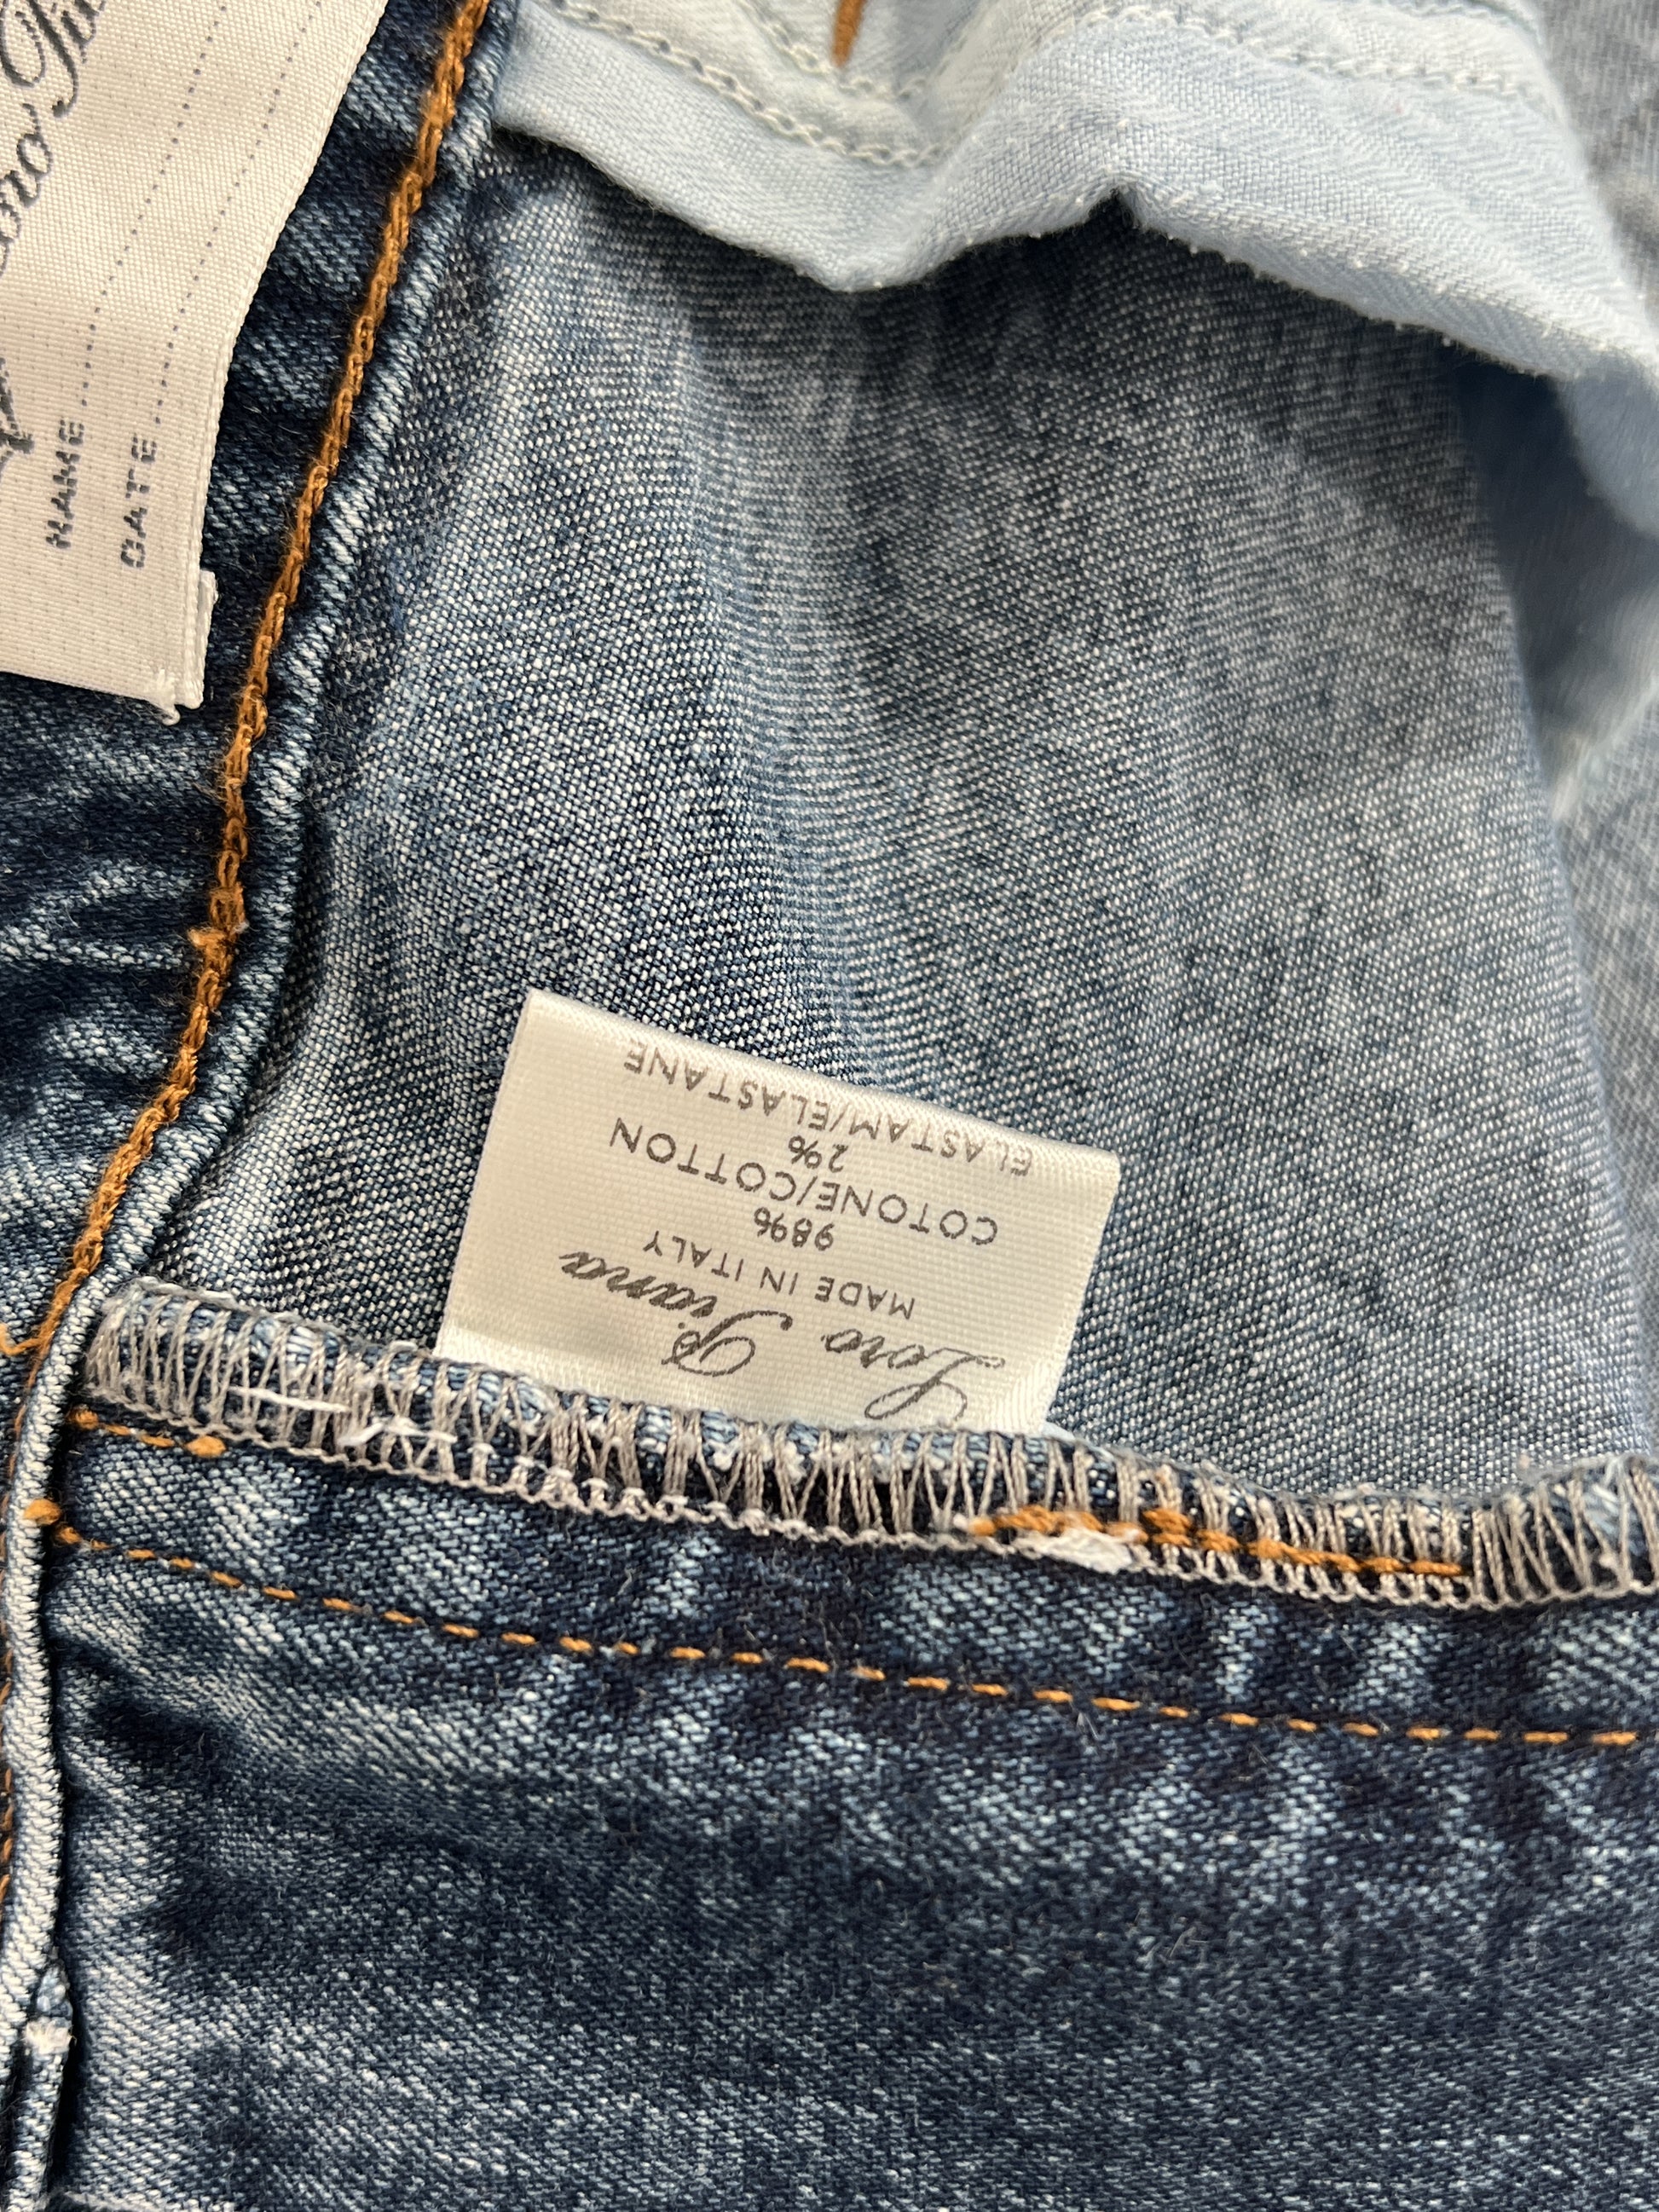 Loro Piana
MADE IN ITALY
98%
COTONE/COTTON
2%
ELASTAM/ELASTANE
NAME
DATE